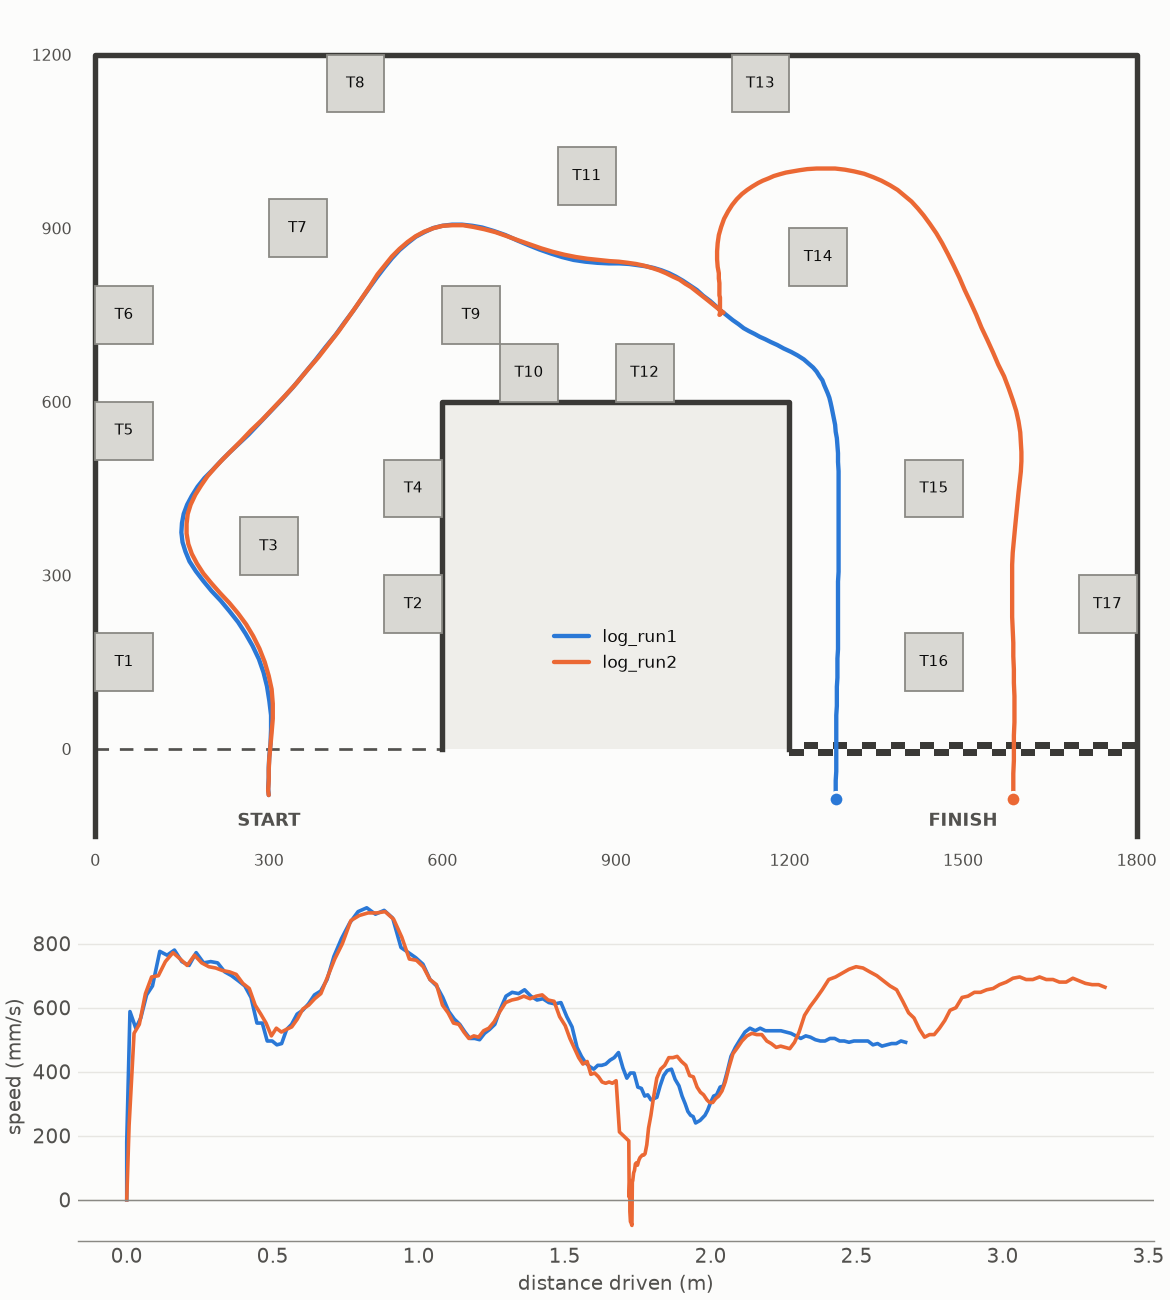 1200
T8
T13
T11
900
T7
T14
T6
T9
T10
T12
600
T5
T4
T15
T3
300
T2
T17
log_run1
log_run2
T1
T16
0
START
FINISH
0 300 600 900 1200 1500 1800
speed (mm/s)
800
600
400
200
0
0.0 0.5 1.0 1.5 2.0 2.5 3.0 3.5
distance driven (m)